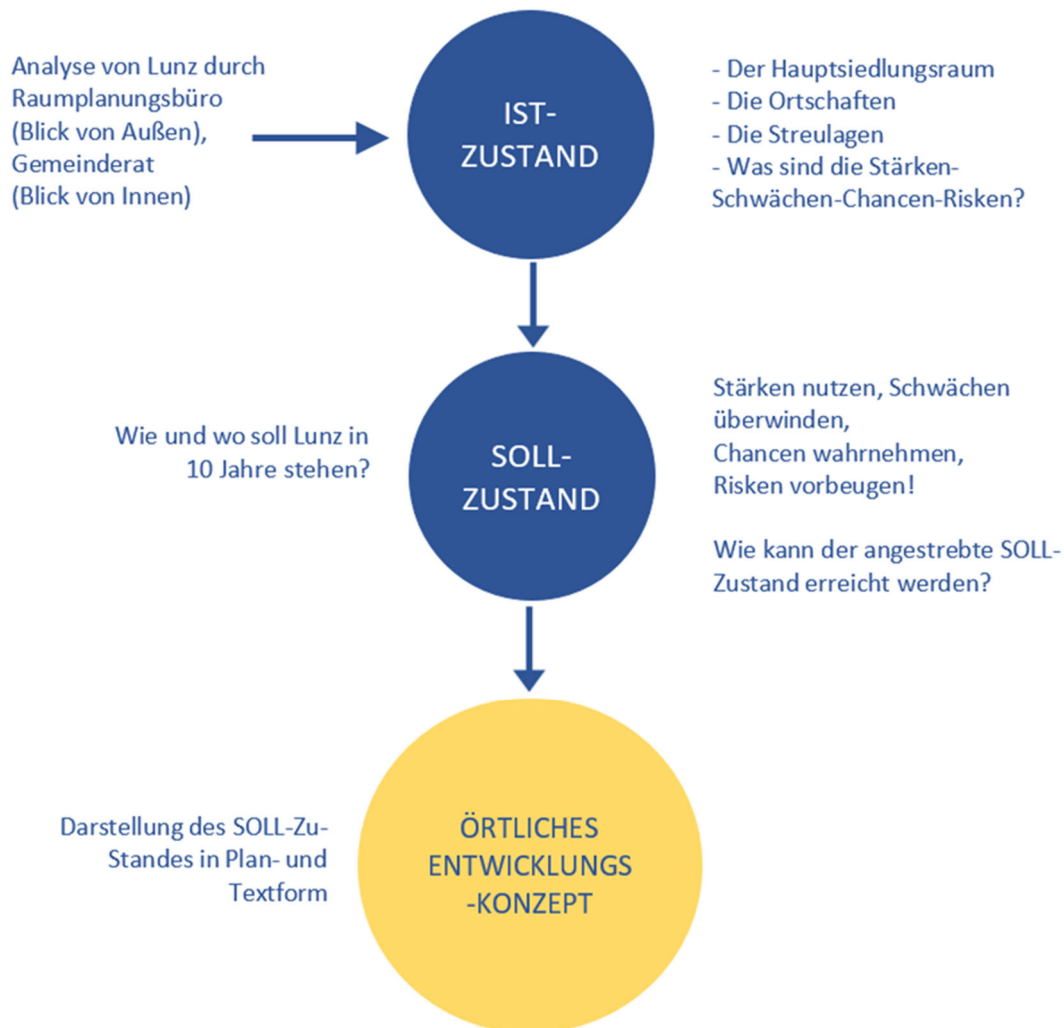 Analyse von Lunz durch
Raumplanungsbüro
(Blick von Außen),
Gemeinderat
(Blick von Innen)
IST-
ZUSTAND
- Der Hauptsiedlungsraum
- Die Ortschaften
- Die Streulagen
- Was sind die Stärken-
Schwächen-Chancen-Risken?
Wie und wo soll Lunz in
10 Jahre stehen?
SOLL-
ZUSTAND
Stärken nutzen, Schwächen
überwinden,
Chancen wahrnehmen,
Risken vorbeugen!
Wie kann der angestrebte SOLL-
Zustand erreicht werden?
Darstellung des SOLL-Zu-
Standes in Plan- und
Textform
ÖRTLICHES
ENTWICKLUNGS
-KONZEPT